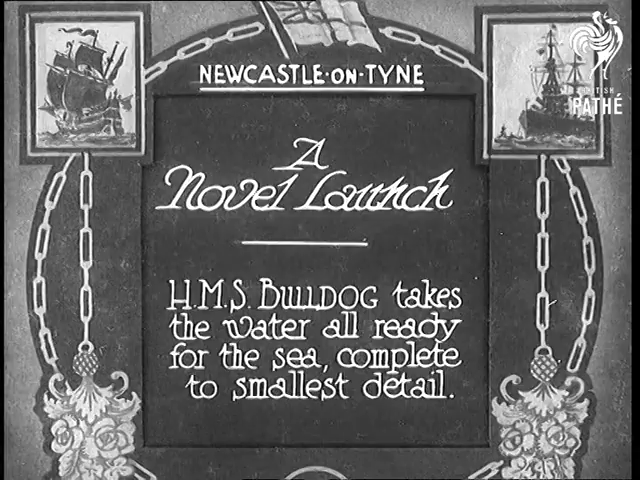 NEWCASTLE·ON·TYNE
BRITISH
PATHÉ
A
Novel Launch
H.M.S. BULLDOG takes
the water all ready
for the sea, complete
to smallest detail.